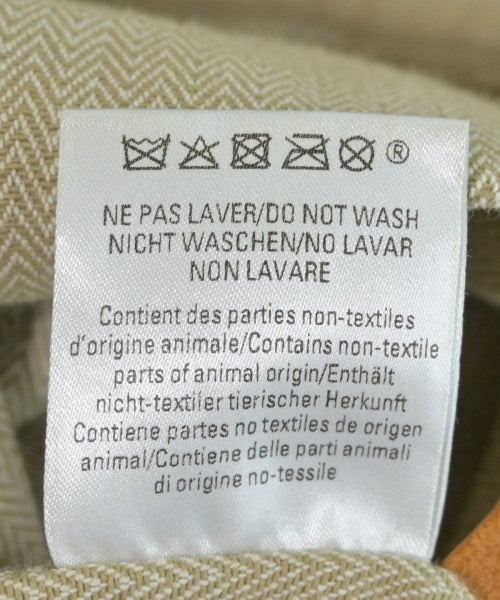 ®
NE PAS LAVER/DO NOT WASH
NICHT WASCHEN/NO LAVAR
NON LAVARE
Contient des parties non-textiles
d'origine animale/Contains non-textile
parts of animal origin/Enthält
nicht-textiler tierischer Herkunft
Contiene partes no textiles de origen
animal/Contiene delle parti animali
di origine no-tessile